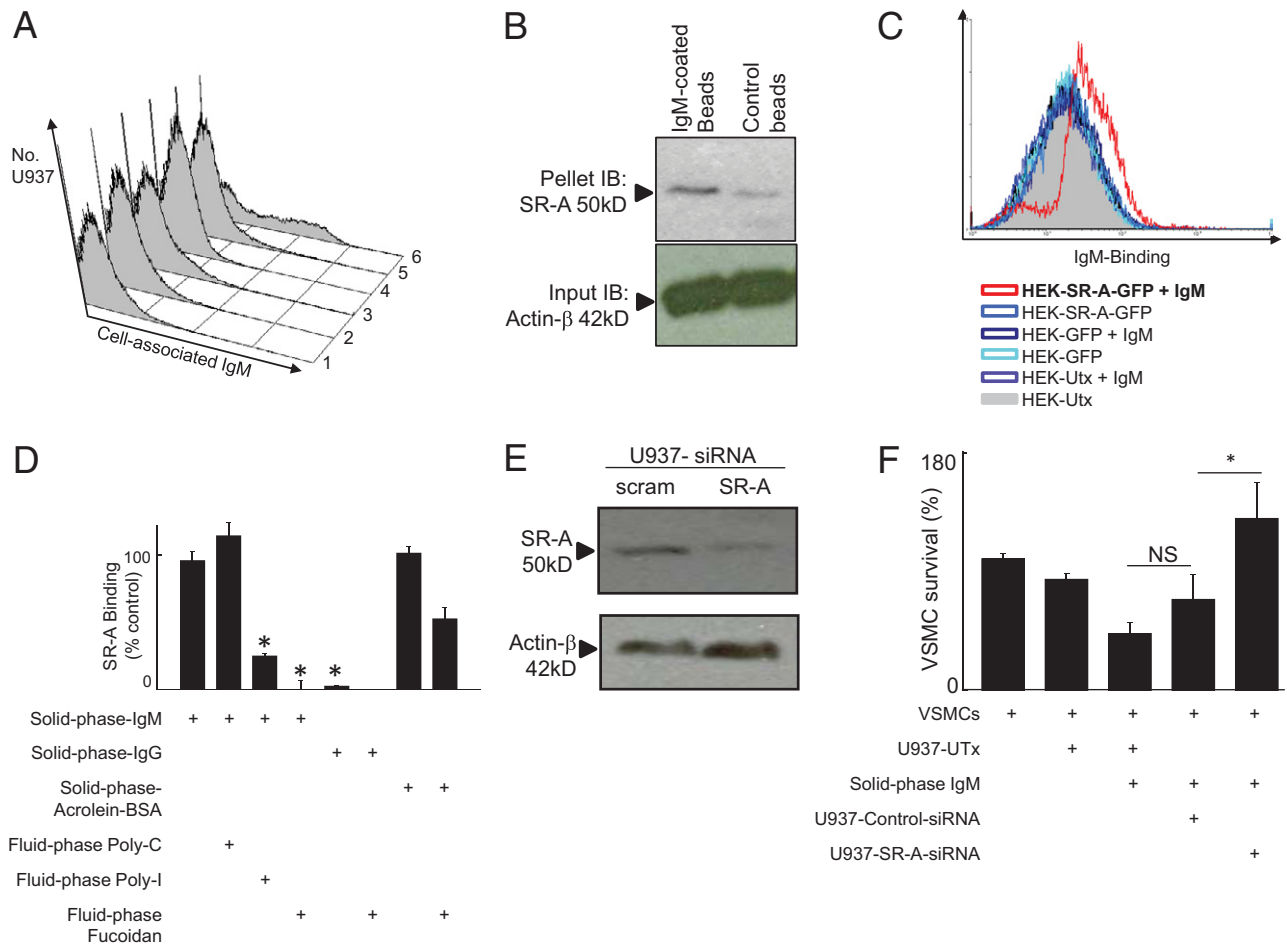 A
No.
U937
Cell-associated IgM
1
2
3
4
5
6
B
IgM-coated
Beads
Control
beads
Pellet IB:
SR-A 50kD
Input IB:
Actin-β 42kD
C
IgM-Binding
HEK-SR-A-GFP + IgM
HEK-SR-A-GFP
HEK-GFP + IgM
HEK-GFP
HEK-Utx + IgM
HEK-Utx
D
SR-A Binding
(% control)
100
0
* * *
Solid-phase-IgM + + + +
Solid-phase-IgG + +
Solid-phase-
Acrolein-BSA + +
Fluid-phase Poly-C +
Fluid-phase Poly-I +
Fluid-phase
Fucoidan + + +
E
U937- siRNA
scram SR-A
SR-A
50kD
Actin-β
42kD
F
VSMC survival (%)
180
0
NS
*
VSMCs + + + + +
U937-UTx + +
Solid-phase IgM + + +
U937-Control-siRNA +
U937-SR-A-siRNA +